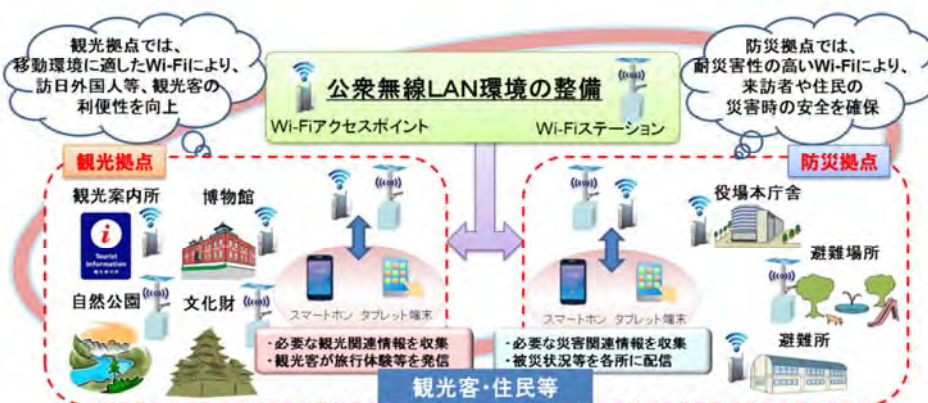 観光拠点では、
移動環境に適したWi-Fiにより、
訪日外国人等、観光客の
利便性を向上
公衆無線LAN環境の整備
Wi-Fiアクセスポイント
Wi-Fiステーション
防災拠点では、
耐災害性の高いWi-Fiにより、
来訪者や住民の
災害時の安全を確保
観光拠点
観光案内所
博物館
i
Tourist
Information
自然公園
文化財
スマートホン
タブレット端末
・必要な観光関連情報を収集
・観光客が旅行体験等を発信
防災拠点
役場本庁舎
避難場所
避難所
スマートホン
タブレット端末
・必要な災害関連情報を収集
・被災状況等を各所に配信
観光客・住民等